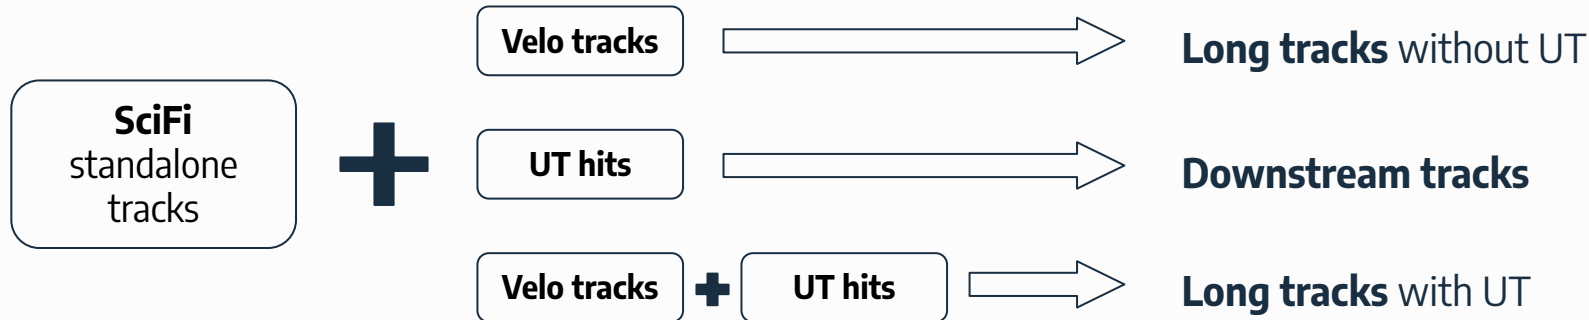 SciFi
standalone
tracks
Velo tracks
Long tracks without UT
UT hits
Downstream tracks
Velo tracks
UT hits
Long tracks with UT